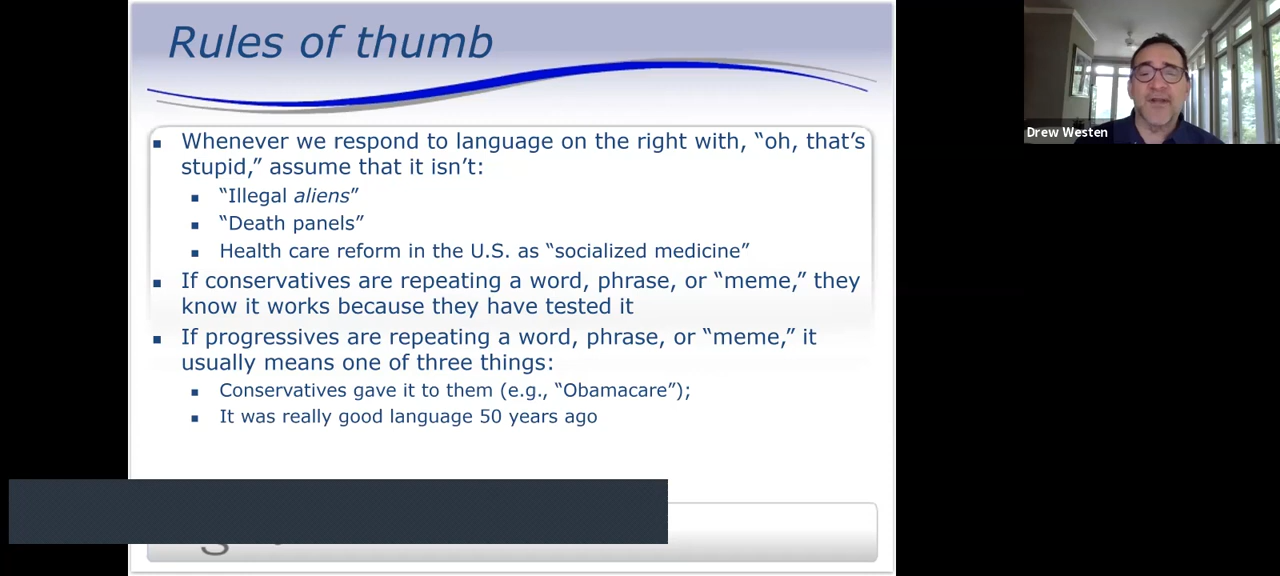 Rules of thumb
Drew Westen
▪ Whenever we respond to language on the right with, “oh, that’s
stupid,” assume that it isn’t:
▪ “Illegal aliens”
▪ “Death panels”
▪ Health care reform in the U.S. as “socialized medicine”
▪ If conservatives are repeating a word, phrase, or “meme,” they
know it works because they have tested it
▪ If progressives are repeating a word, phrase, or “meme,” it
usually means one of three things:
▪ Conservatives gave it to them (e.g., “Obamacare”);
▪ It was really good language 50 years ago